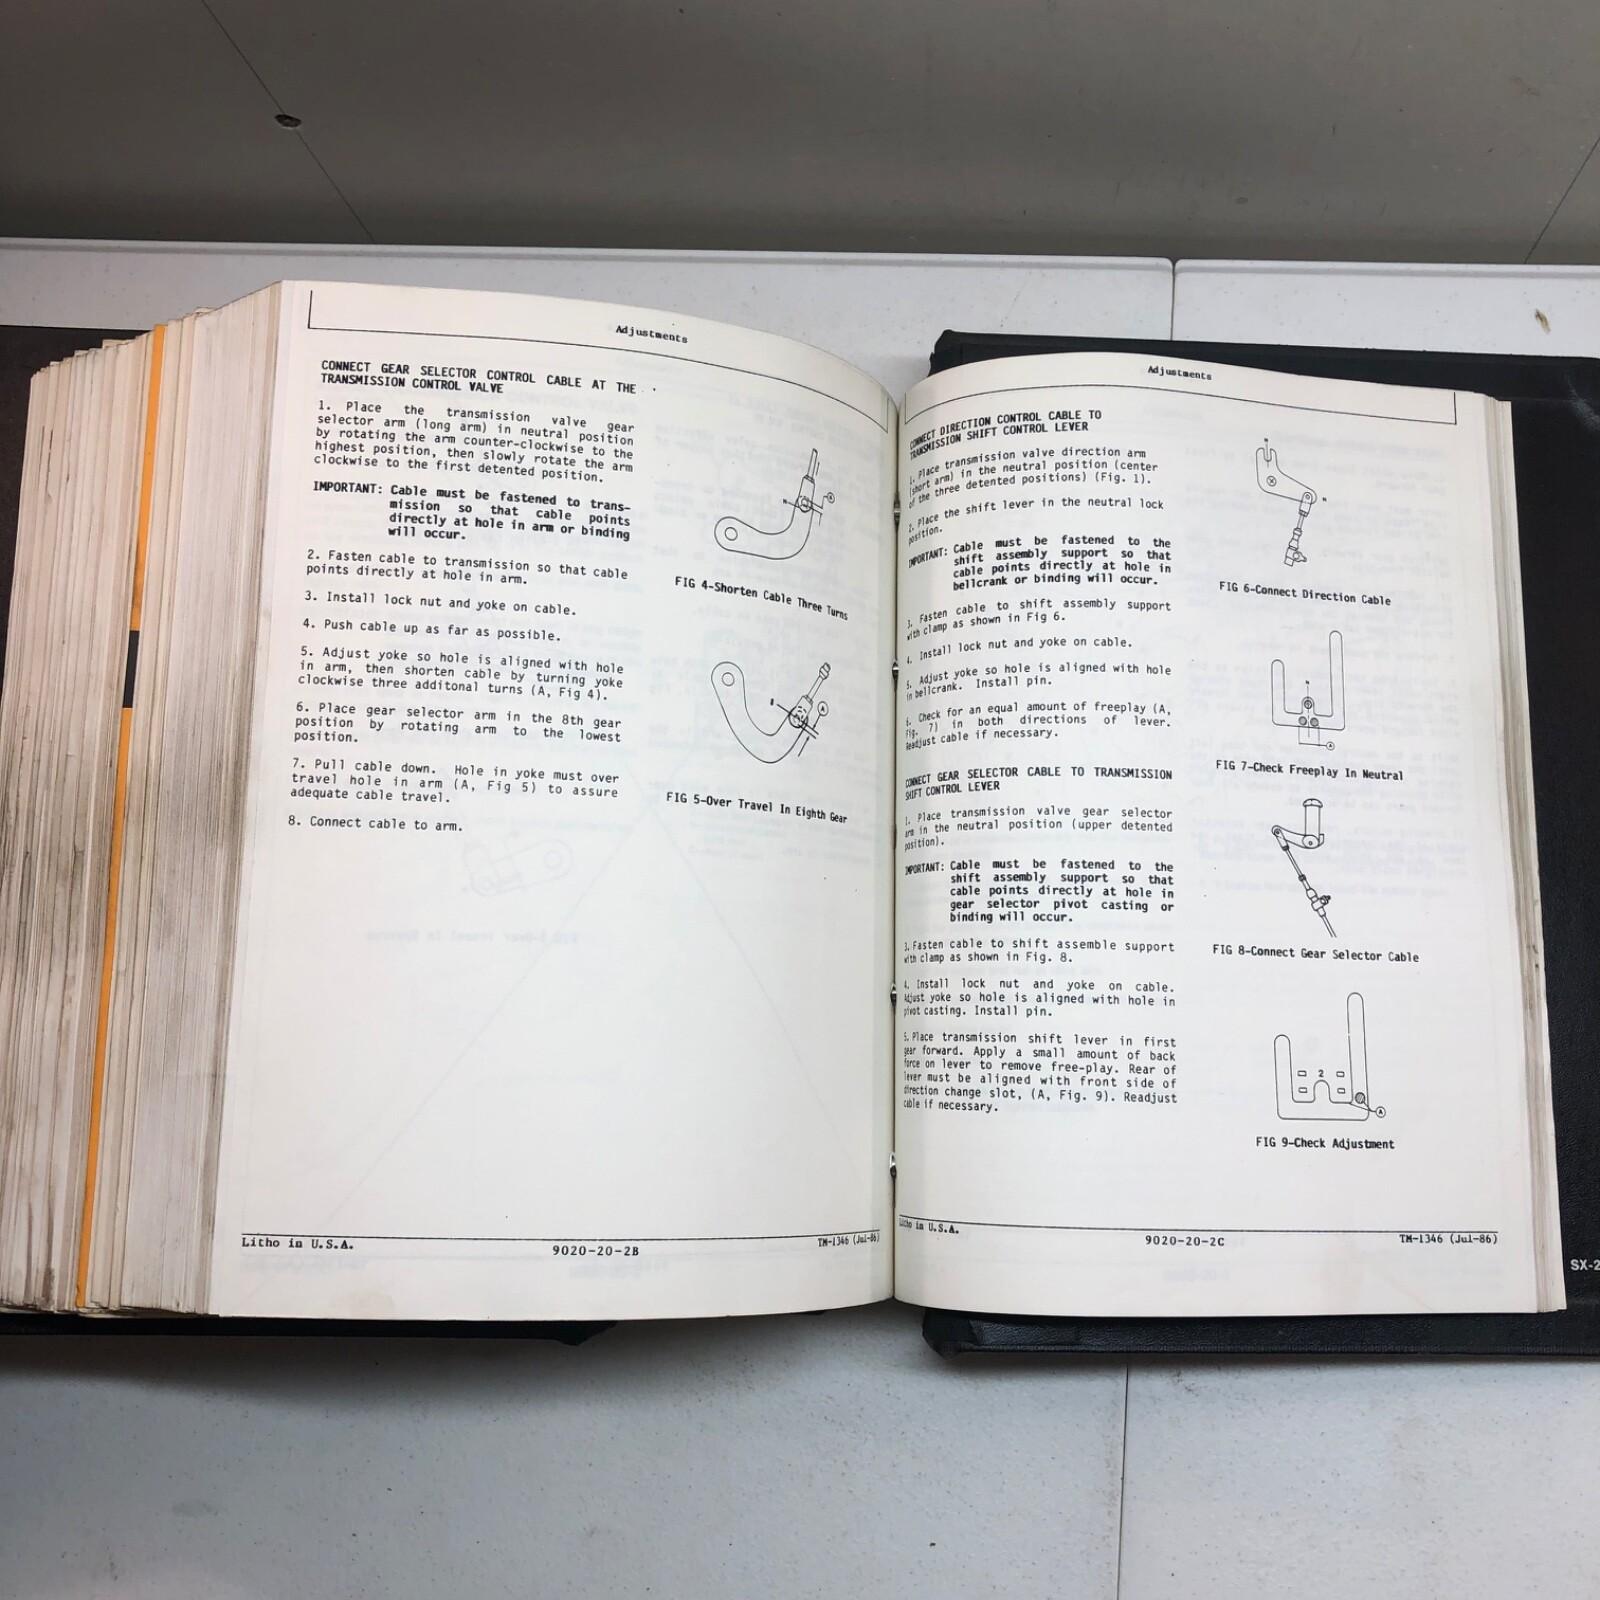 Adjustments
CONNECT GEAR SELECTOR CONTROL CABLE AT THE
TRANSMISSION CONTROL VALVE
1. Place the transmission valve gear
selector arm (long arm) in neutral position
by rotating the arm counter-clockwise to the
highest position, then slowly rotate the arm
clockwise to the first detented position.
IMPORTANT: Cable must be fastened to trans-
mission so that cable points
directly at hole in arm or binding
will occur.
2. Fasten cable to transmission so that cable
points directly at hole in arm.
3. Install lock nut and yoke on cable.
4. Push cable up as far as possible.
5. Adjust yoke so hole is aligned with hole
in arm, then shorten cable by turning yoke
clockwise three additonal turns (A, Fig 4).
6. Place gear selector arm in the 8th gear
position by rotating arm to the lowest
position.
7. Pull cable down. Hole in yoke must over
travel hole in arm (A, Fig 5) to assure
adequate cable travel.
8. Connect cable to arm.
N
A
FIG 4-Shorten Cable Three Turns
A
FIG 5-Over Travel In Eighth Gear
Litho in U.S.A.
9020-20-2B
TM-1346 (Jul-86)
Adjustments
CONNECT DIRECTION CONTROL CABLE TO
TRANSMISSION SHIFT CONTROL LEVER
1. Place transmission valve direction arm
(short arm) in the neutral position (center
of the three detented positions) (Fig. 1).
2. Place the shift lever in the neutral lock
position.
IMPORTANT: Cable must be fastened to the
shift assembly support so that
cable points directly at hole in
bellcrank or binding will occur.
3. Fasten cable to shift assembly support
with clamp as shown in Fig 6.
4. Install lock nut and yoke on cable.
5. Adjust yoke so hole is aligned with hole
in bellcrank. Install pin.
6. Check for an equal amount of freeplay (A,
Fig. 7) in both directions of lever.
Readjust cable if necessary.
CONNECT GEAR SELECTOR CABLE TO TRANSMISSION
SHIFT CONTROL LEVER
1. Place transmission valve gear selector
arm in the neutral position (upper detented
position).
IMPORTANT: Cable must be fastened to the
shift assembly support so that
cable points directly at hole in
gear selector pivot casting or
binding will occur.
3. Fasten cable to shift assemble support
with clamp as shown in Fig. 8.
4. Install lock nut and yoke on cable.
Adjust yoke so hole is aligned with hole in
pivot casting. Install pin.
5. Place transmission shift lever in first
gear forward. Apply a small amount of back
force on lever to remove free-play. Rear of
lever must be aligned with front side of
direction change slot, (A, Fig. 9). Readjust
cable if necessary.
N
N
FIG 6-Connect Direction Cable
N
A
FIG 7-Check Freeplay In Neutral
FIG 8-Connect Gear Selector Cable
2
A
FIG 9-Check Adjustment
Litho in U.S.A.
9020-20-2C
TM-1346 (Jul-86)
SX-2